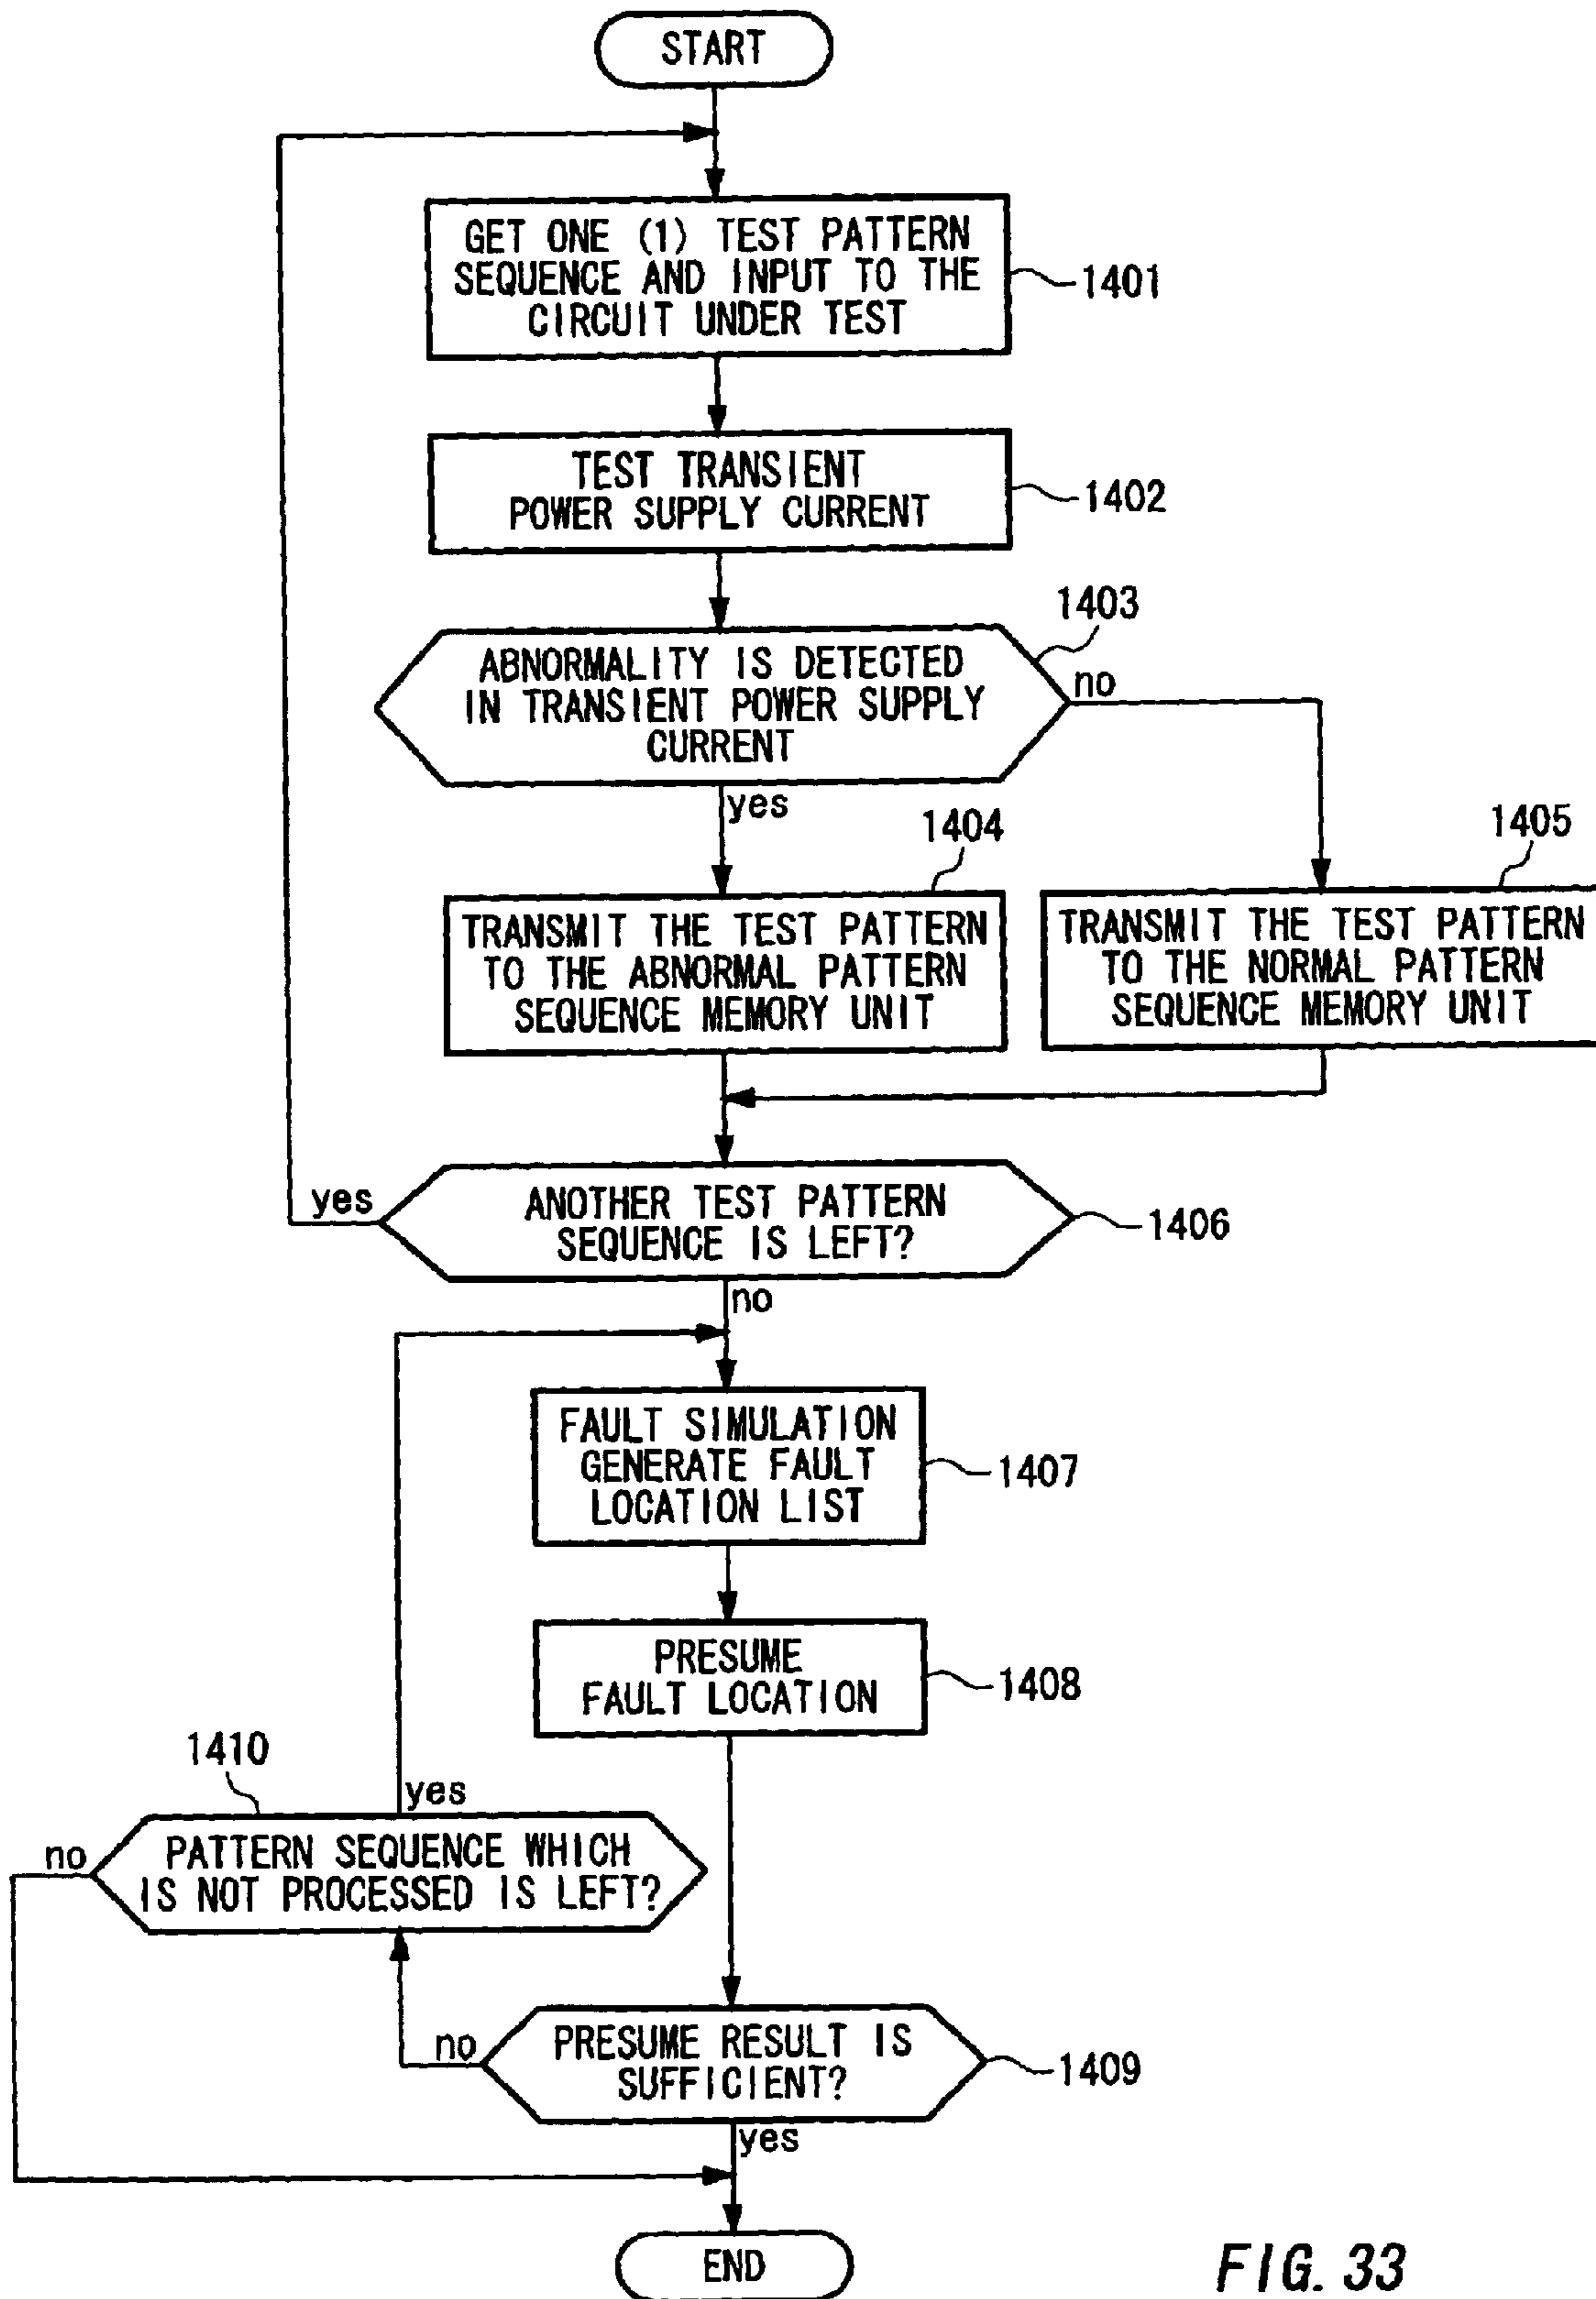 START
GET ONE (1) TEST PATTERN
SEQUENCE AND INPUT TO THE
CIRCUIT UNDER TEST
1401
TEST TRANSIENT
POWER SUPPLY CURRENT
1402
1403
ABNORMALITY IS DETECTED
IN TRANSIENT POWER SUPPLY
CURRENT
no
yes
1404
1405
TRANSMIT THE TEST PATTERN
TO THE ABNORMAL PATTERN
SEQUENCE MEMORY UNIT
TRANSMIT THE TEST PATTERN
TO THE NORMAL PATTERN
SEQUENCE MEMORY UNIT
yes
ANOTHER TEST PATTERN
SEQUENCE IS LEFT?
1406
no
FAULT SIMULATION
GENERATE FAULT
LOCATION LIST
1407
PRESUME
FAULT LOCATION
1408
1410
yes
no
PATTERN SEQUENCE WHICH
IS NOT PROCESSED IS LEFT?
no
PRESUME RESULT IS
SUFFICIENT?
1409
yes
END
FIG. 33